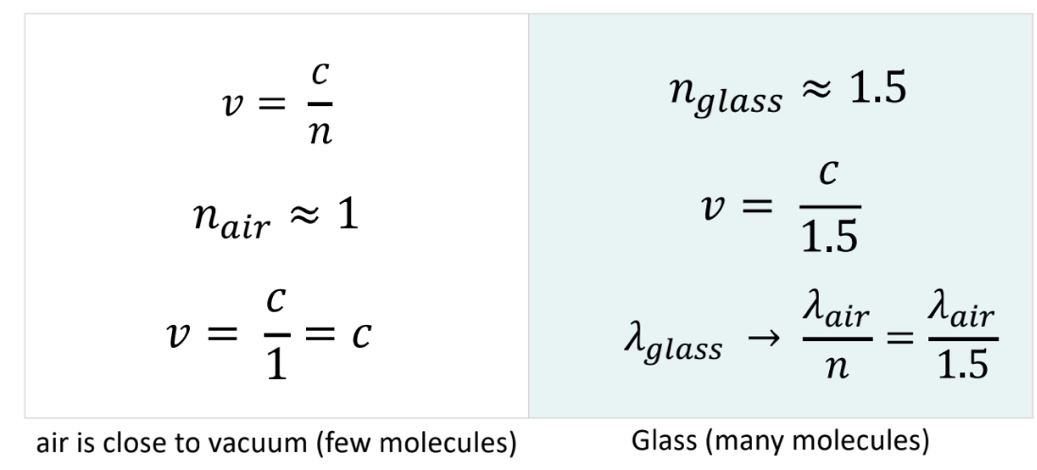 v = c/n
n_air ≈ 1
v = c/1 = c
air is close to vacuum (few molecules)
n_glass ≈ 1.5
v = c/1.5
λ_glass → λ_air/n = λ_air/1.5
Glass (many molecules)